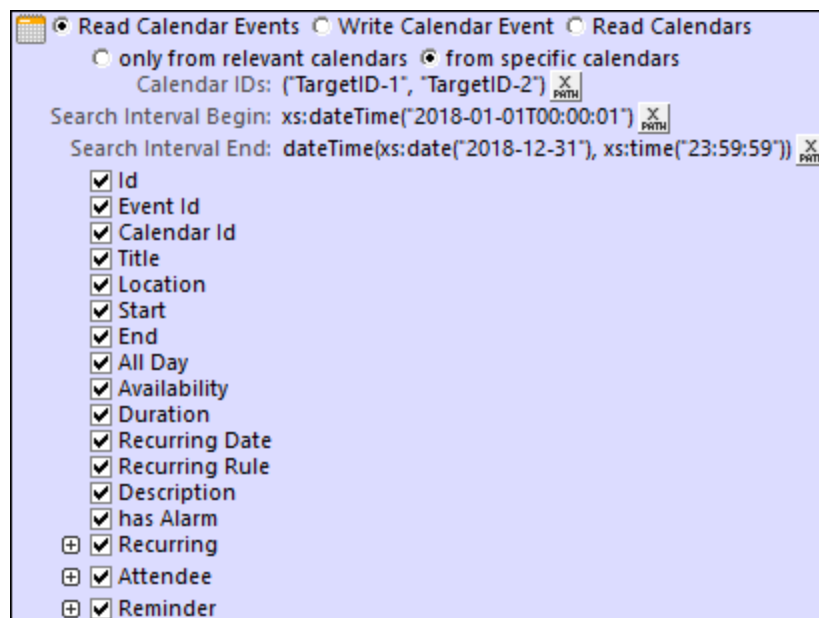 Read Calendar Events Write Calendar Event Read Calendars
only from relevant calendars from specific calendars
Calendar IDs: ("TargetID-1", "TargetID-2") X PATH
Search Interval Begin: xs:dateTime("2018-01-01T00:00:01") X PATH
Search Interval End: dateTime(xs:date("2018-12-31"), xs:time("23:59:59")) X PATH
Id
Event Id
Calendar Id
Title
Location
Start
End
All Day
Availability
Duration
Recurring Date
Recurring Rule
Description
has Alarm
Recurring
Attendee
Reminder